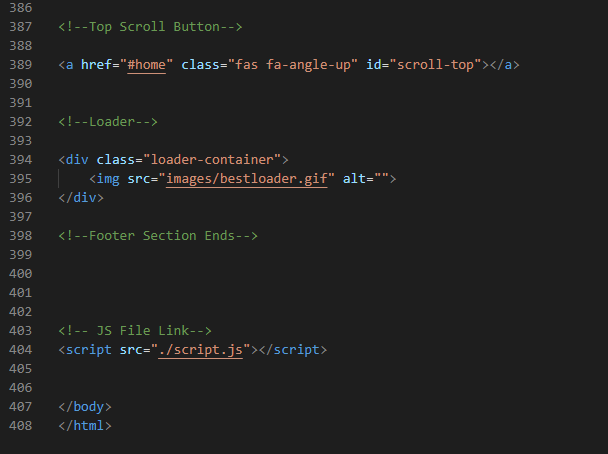 386
387 <!--Top Scroll Button-->
388
389 <a href="#home" class="fas fa-angle-up" id="scroll-top"></a>
390
391
392 <!--Loader-->
393
394 <div class="loader-container">
395     <img src="images/bestloader.gif" alt="">
396 </div>
397
398 <!--Footer Section Ends-->
399
400
401
402
403 <!-- JS File Link-->
404 <script src="./script.js"></script>
405
406
407 </body>
408 </html>